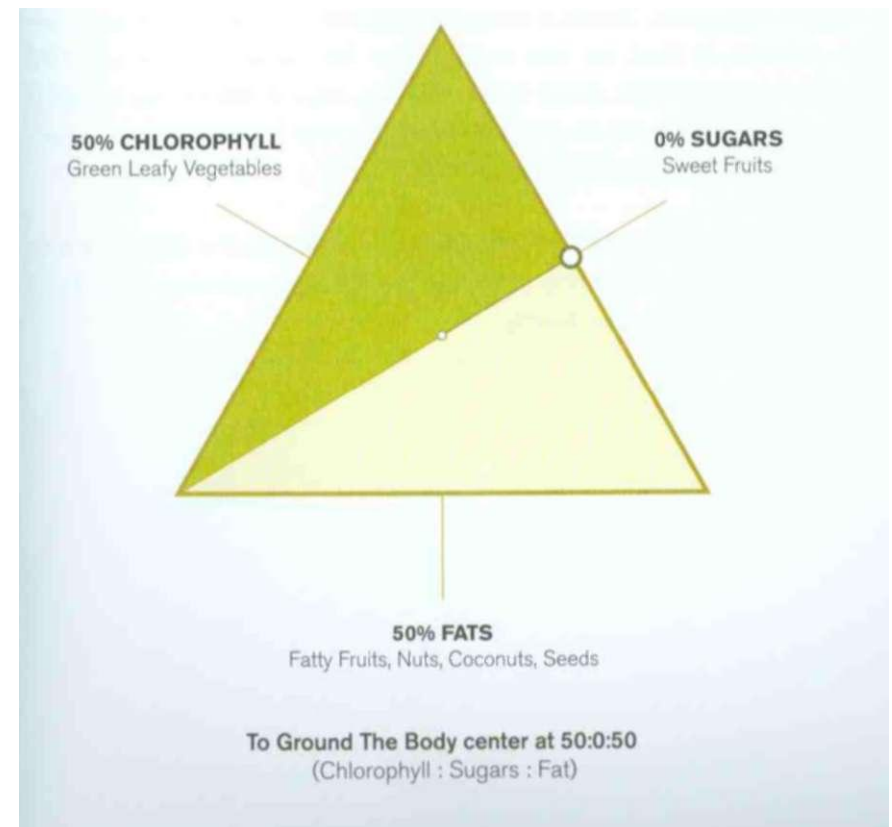 50% CHLOROPHYLL
Green Leafy Vegetables
0% SUGARS
Sweet Fruits
50% FATS
Fatty Fruits, Nuts, Coconuts, Seeds
To Ground The Body center at 50:0:50
(Chlorophyll : Sugars : Fat)